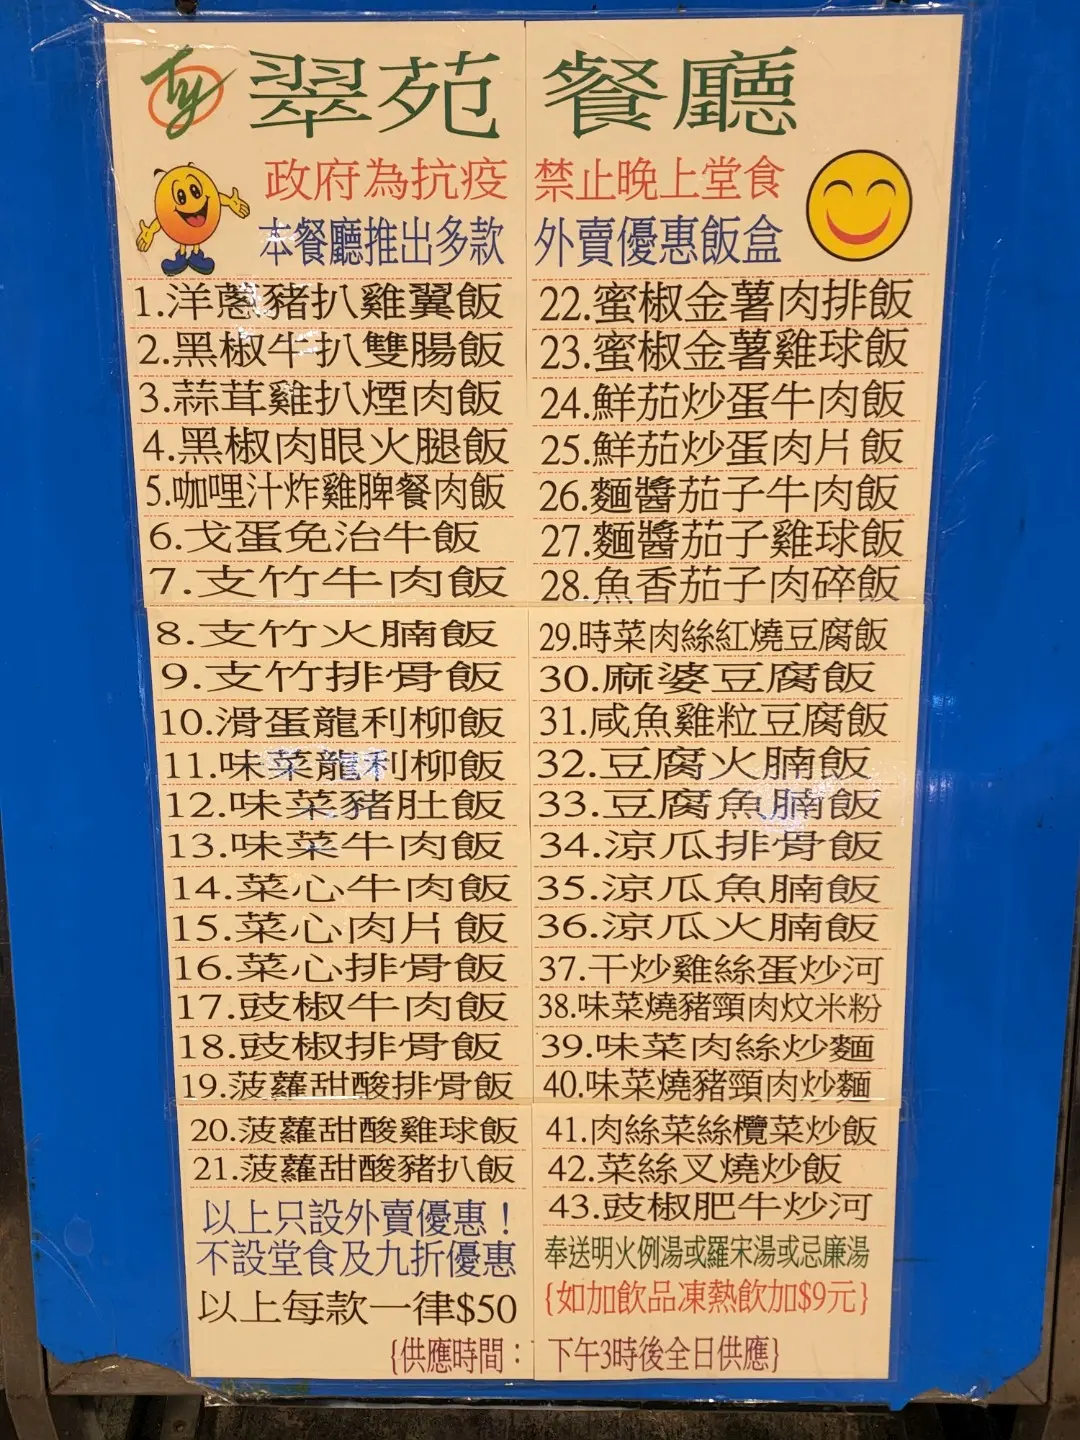 Ty 翠苑餐廳
政府為抗疫 禁止晚上堂食
本餐廳推出多款 外賣優惠飯盒
1.洋蔥豬扒雞翼飯
2.黑椒牛扒雙腸飯
3.蒜茸雞扒煙肉飯
4.黑椒肉眼火腿飯
5.咖哩汁炸雞脾餐肉飯
6.戈蛋免治牛飯
7.支竹牛肉飯
8.支竹火腩飯
9.支竹排骨飯
10.滑蛋龍利柳飯
11.味菜龍利柳飯
12.味菜豬肚飯
13.味菜牛肉飯
14.菜心牛肉飯
15.菜心肉片飯
16.菜心排骨飯
17.豉椒牛肉飯
18.豉椒排骨飯
19.菠蘿甜酸排骨飯
20.菠蘿甜酸雞球飯
21.菠蘿甜酸豬扒飯
以上只設外賣優惠！
不設堂食及九折優惠
以上每款一律$50
22.蜜椒金薯肉排飯
23.蜜椒金薯雞球飯
24.鮮茄炒蛋牛肉飯
25.鮮茄炒蛋肉片飯
26.麵醬茄子牛肉飯
27.麵醬茄子雞球飯
28.魚香茄子肉碎飯
29.時菜肉絲紅燒豆腐飯
30.麻婆豆腐飯
31.咸魚雞粒豆腐飯
32.豆腐火腩飯
33.豆腐魚腩飯
34.涼瓜排骨飯
35.涼瓜魚腩飯
36.涼瓜火腩飯
37.干炒雞絲蛋炒河
38.味菜燒豬頸肉炆米粉
39.味菜肉絲炒麵
40.味菜燒豬頸肉炒麵
41.肉絲菜絲欖菜炒飯
42.菜絲叉燒炒飯
43.豉椒肥牛炒河
奉送明火例湯或羅宋湯或忌廉湯
{如加飲品凍熱飲加$9元}
{供應時間：下午3時後全日供應}